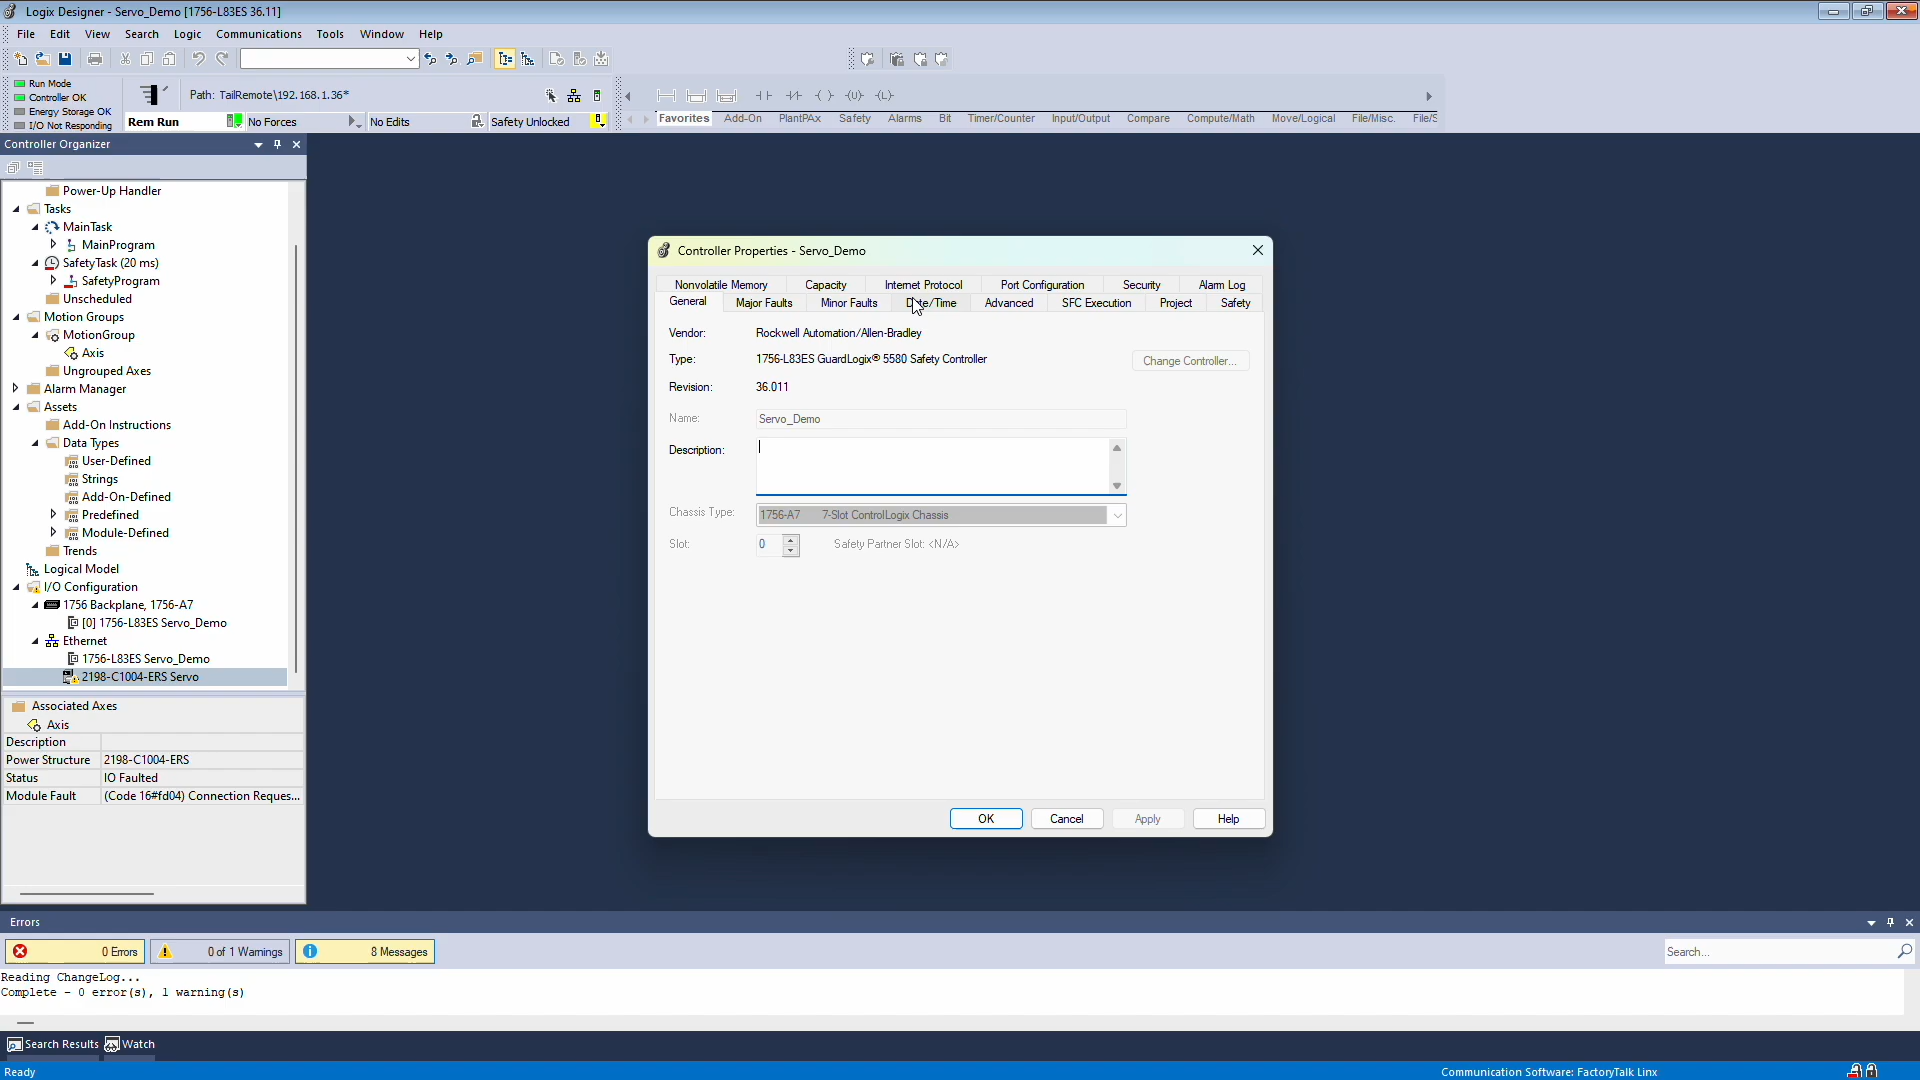 Logix Designer - Servo_Demo [1756-L83ES 36.11]
File Edit View Search Logic Communications Tools Window Help
Run Mode
Controller OK
Energy Storage OK
I/O Not Responding
Path: TailRemote\192.168.1.36*
Rem Run
No Forces
No Edits
Safety Unlocked
Favorites Add-On PlantPAx Safety Alarms Bit Timer/Counter Input/Output Compare Compute/Math Move/Logical File/Misc. File/S
Controller Organizer
Power-Up Handler
Tasks
MainTask
MainProgram
SafetyTask (20 ms)
SafetyProgram
Unscheduled
Motion Groups
MotionGroup
Axis
Ungrouped Axes
Alarm Manager
Assets
Add-On Instructions
Data Types
User-Defined
Strings
Add-On-Defined
Predefined
Module-Defined
Trends
Logical Model
I/O Configuration
1756 Backplane, 1756-A7
[0] 1756-L83ES Servo_Demo
Ethernet
1756-L83ES Servo_Demo
2198-C1004-ERS Servo
Associated Axes
Axis
Description
Power Structure 2198-C1004-ERS
Status IO Faulted
Module Fault (Code 16#fd04) Connection Reques...
Controller Properties - Servo_Demo
Nonvolatile Memory Capacity Internet Protocol Port Configuration Security Alarm Log
General Major Faults Minor Faults Date/Time Advanced SFC Execution Project Safety
Vendor: Rockwell Automation/Allen-Bradley
Type: 1756-L83ES GuardLogix® 5580 Safety Controller
Change Controller...
Revision: 36.011
Name: Servo_Demo
Description:
Chassis Type: 1756-A7 7-Slot ControlLogix Chassis
Slot: 0 Safety Partner Slot: <N/A>
OK Cancel Apply Help
Errors
0 Errors
0 of 1 Warnings
8 Messages
Search...
Reading ChangeLog...
Complete - 0 error(s), 1 warning(s)
Search Results Watch
Ready
Communication Software: FactoryTalk Linx